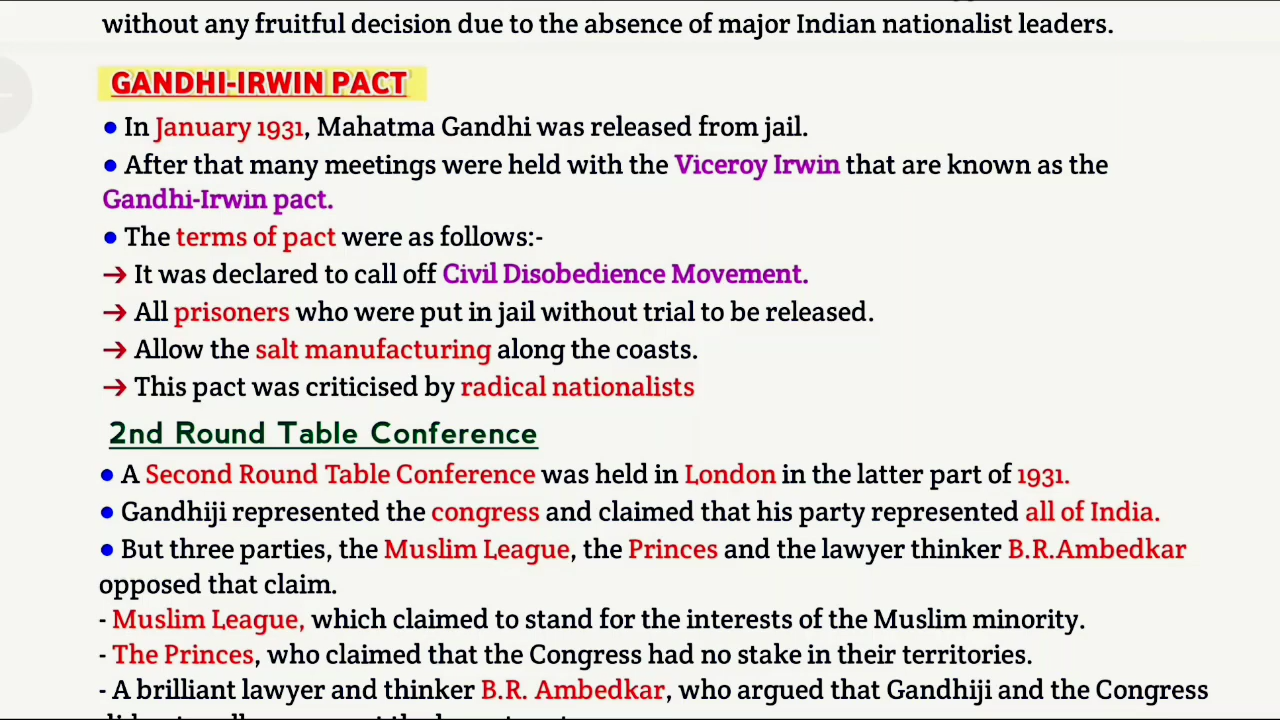 without any fruitful decision due to the absence of major Indian nationalist leaders.
GANDHI-IRWIN PACT
● In January 1931, Mahatma Gandhi was released from jail.
● After that many meetings were held with the Viceroy Irwin that are known as the
Gandhi-Irwin pact.
● The terms of pact were as follows:-
→ It was declared to call off Civil Disobedience Movement.
→ All prisoners who were put in jail without trial to be released.
→ Allow the salt manufacturing along the coasts.
→ This pact was criticised by radical nationalists
2nd Round Table Conference
● A Second Round Table Conference was held in London in the latter part of 1931.
● Gandhiji represented the congress and claimed that his party represented all of India.
● But three parties, the Muslim League, the Princes and the lawyer thinker B.R.Ambedkar
opposed that claim.
- Muslim League, which claimed to stand for the interests of the Muslim minority.
- The Princes, who claimed that the Congress had no stake in their territories.
- A brilliant lawyer and thinker B.R. Ambedkar, who argued that Gandhiji and the Congress